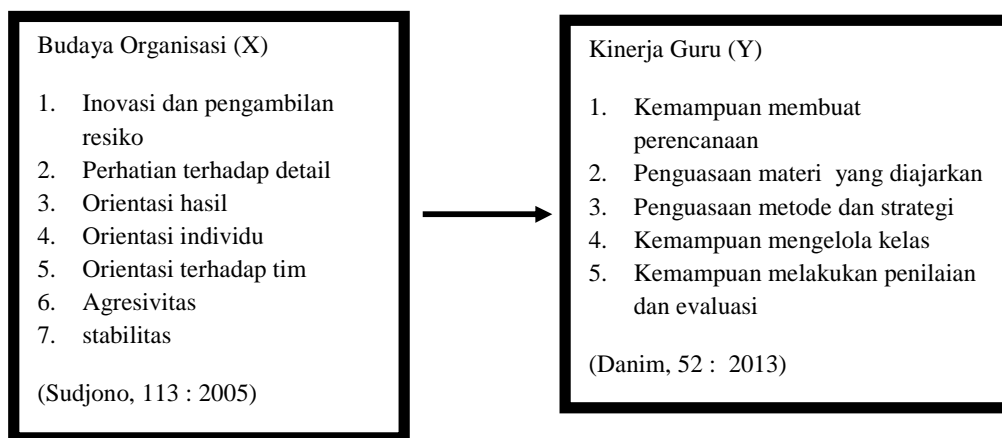 Budaya Organisasi (X)
1. Inovasi dan pengambilan
resiko
2. Perhatian terhadap detail
3. Orientasi hasil
4. Orientasi individu
5. Orientasi terhadap tim
6. Agresivitas
7. stabilitas
(Sudjono, 113 : 2005)
Kinerja Guru (Y)
1. Kemampuan membuat
perencanaan
2. Penguasaan materi yang diajarkan
3. Penguasaan metode dan strategi
4. Kemampuan mengelola kelas
5. Kemampuan melakukan penilaian
dan evaluasi
(Danim, 52 : 2013)